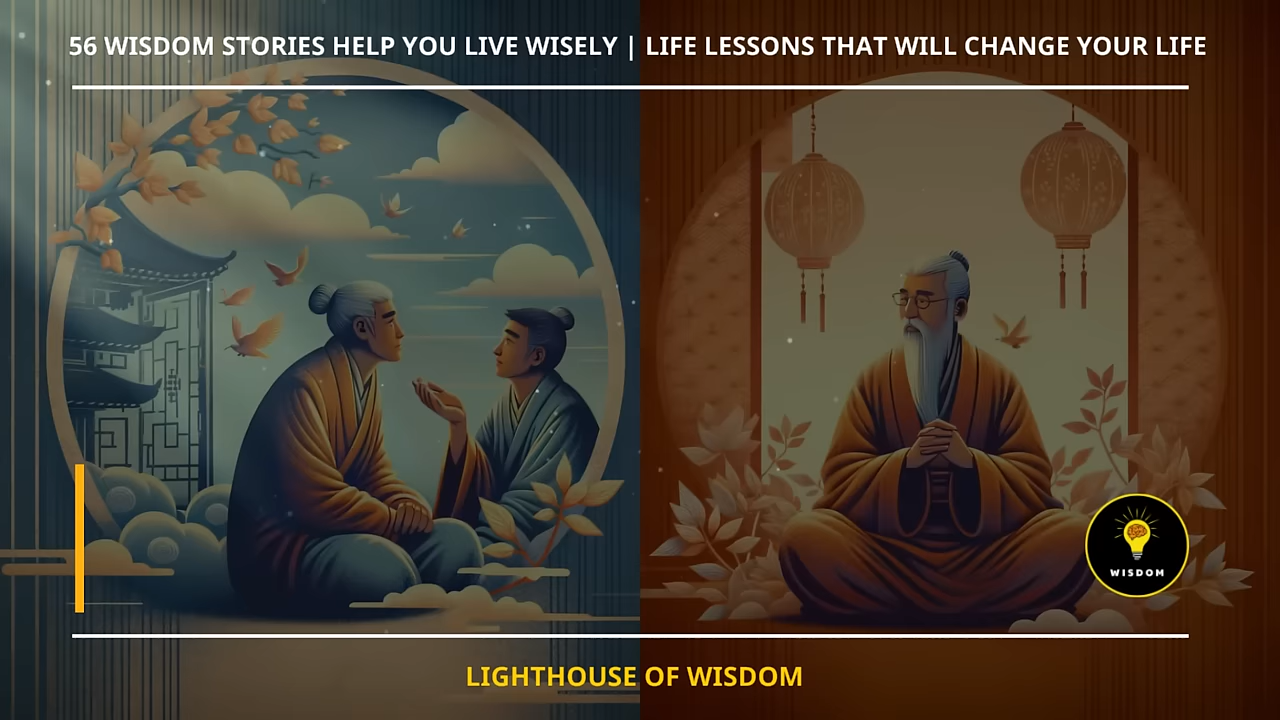 56 WISDOM STORIES HELP YOU LIVE WISELY | LIFE LESSONS THAT WILL CHANGE YOUR LIFE
WISDOM
LIGHTHOUSE OF WISDOM